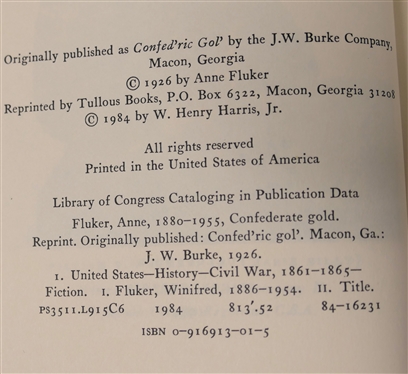 Originally published as Confed'ric Gol' by the J.W. Burke Company,
Macon, Georgia
© 1926 by Anne Fluker
Reprinted by Tullous Books, P.O. Box 6322, Macon, Georgia 31208
© 1984 by W. Henry Harris, Jr.
All rights reserved
Printed in the United States of America
Library of Congress Cataloging in Publication Data
Fluker, Anne, 1880–1955, Confederate gold.
Reprint. Originally published: Confed'ric gol'. Macon, Ga.:
J. W. Burke, 1926.
1. United States—History—Civil War, 1861–1865—
Fiction. I. Fluker, Winifred, 1886–1954. II. Title.
PS3511.L915C6 1984 813'.52 84–16231
ISBN 0–916913–01–5